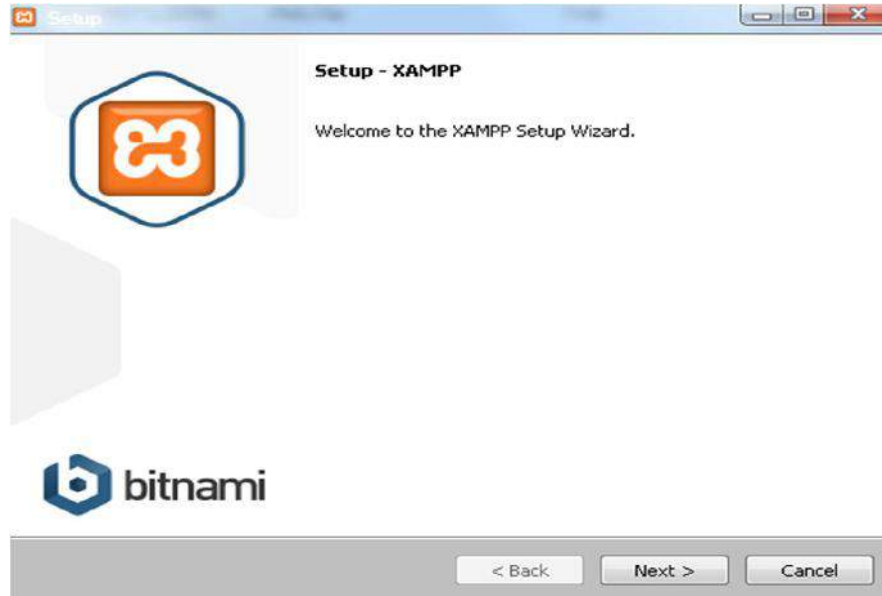 Setup
Setup - XAMPP
Welcome to the XAMPP Setup Wizard.
bitnami
< Back
Next >
Cancel